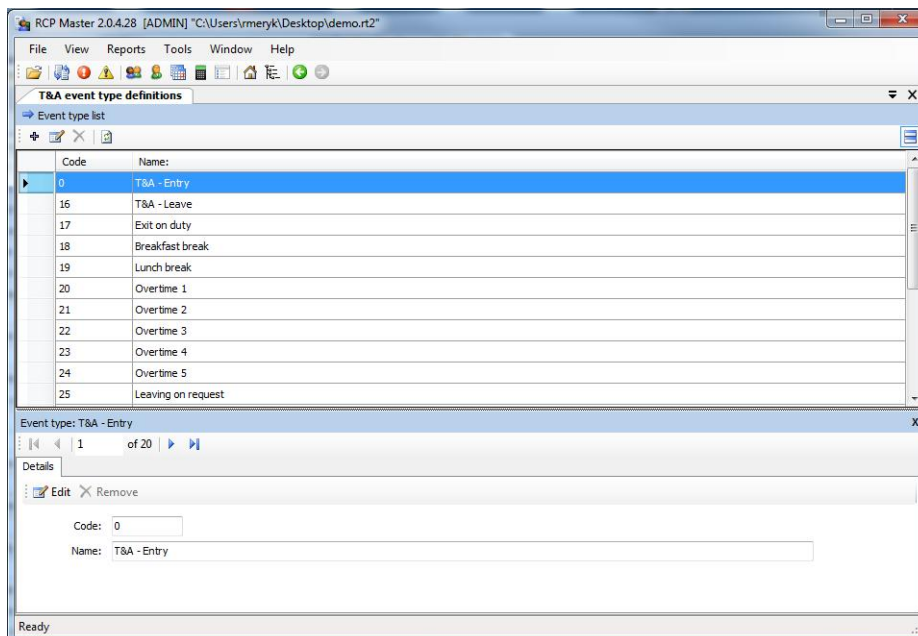 RCP Master 2.0.4.28 [ADMIN] "C:\Users\rmeryk\Desktop\demo.rt2"
File View Reports Tools Window Help
T&A event type definitions
Event type list
Code Name:
0 T&A - Entry
16 T&A - Leave
17 Exit on duty
18 Breakfast break
19 Lunch break
20 Overtime 1
21 Overtime 2
22 Overtime 3
23 Overtime 4
24 Overtime 5
25 Leaving on request
Event type: T&A - Entry
1 of 20
Details
Edit Remove
Code: 0
Name: T&A - Entry
Ready